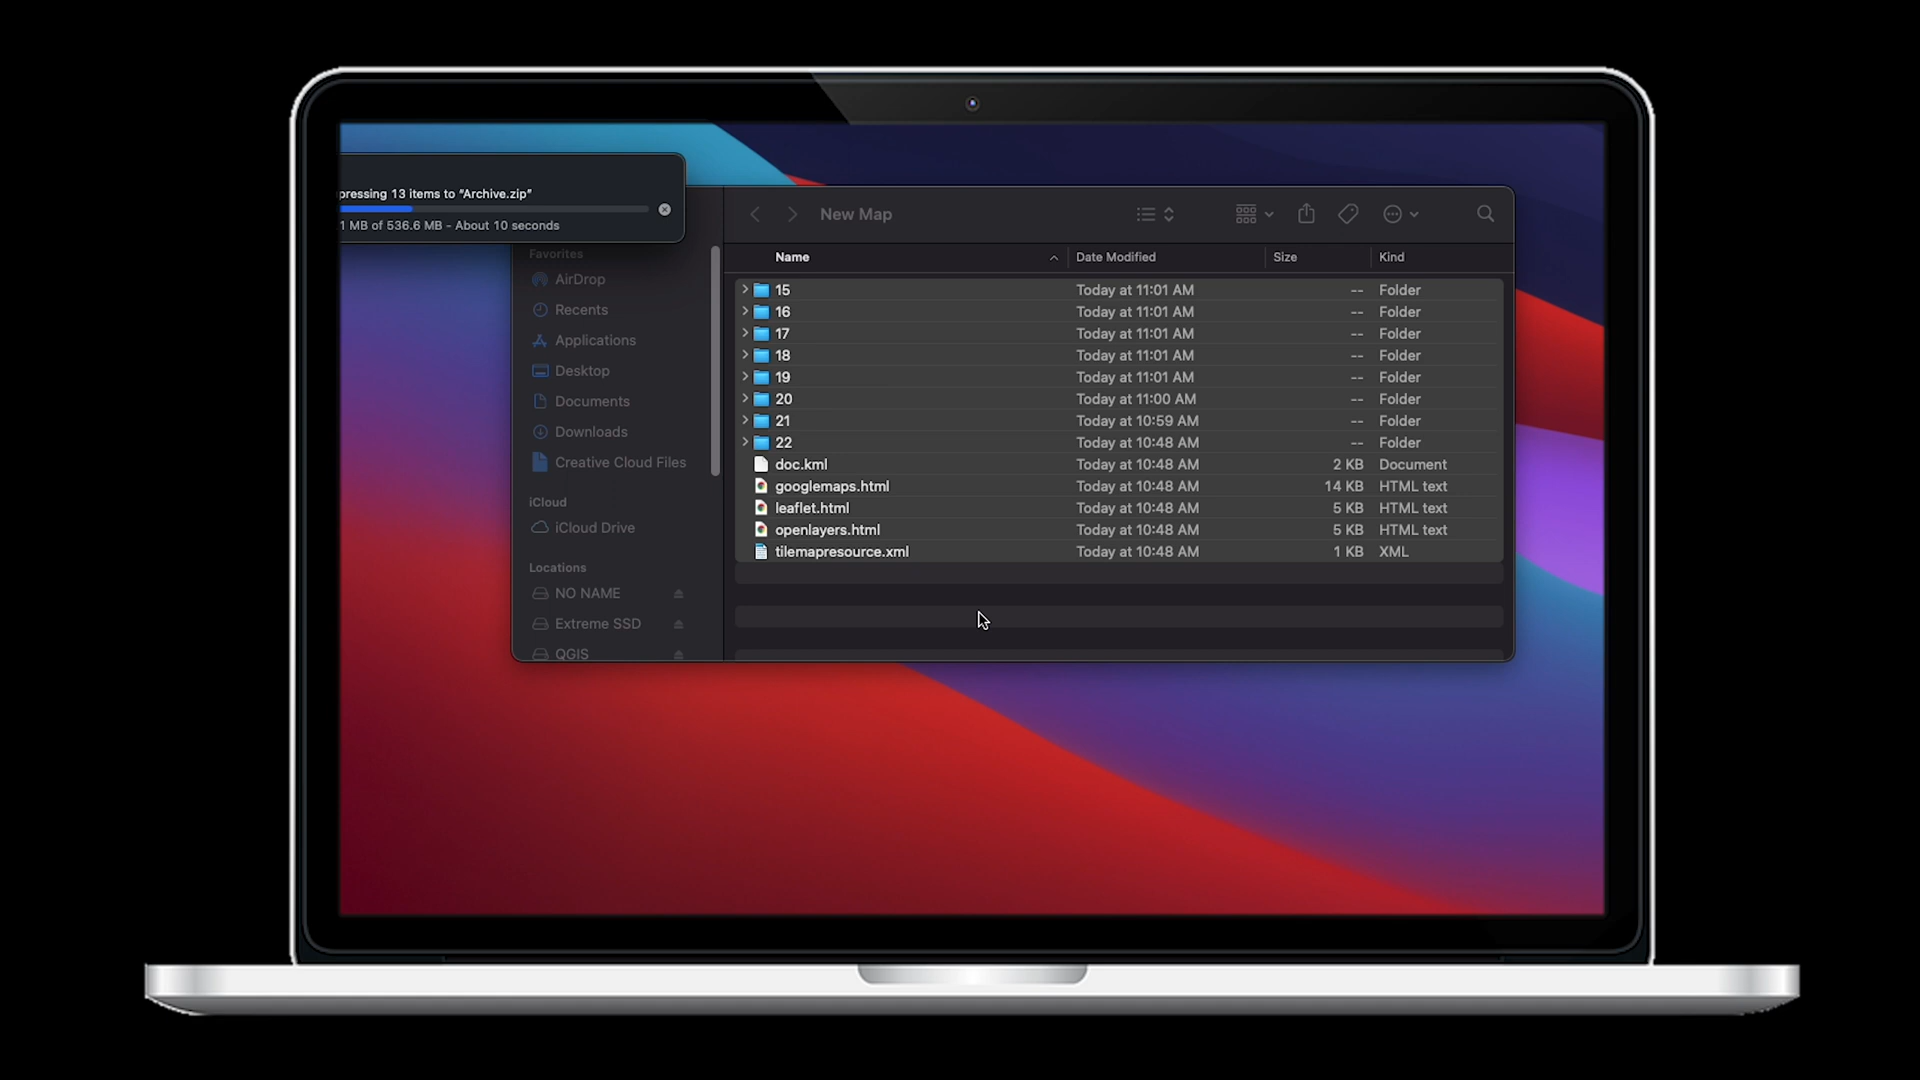 pressing 13 items to “Archive.zip”
1 MB of 536.6 MB - About 10 seconds
New Map
Favorites
AirDrop
Recents
Applications
Desktop
Documents
Downloads
Creative Cloud Files
iCloud
iCloud Drive
Locations
NO NAME
Extreme SSD
QGIS
Name Date Modified Size Kind
15 Today at 11:01 AM -- Folder
16 Today at 11:01 AM -- Folder
17 Today at 11:01 AM -- Folder
18 Today at 11:01 AM -- Folder
19 Today at 11:01 AM -- Folder
20 Today at 11:00 AM -- Folder
21 Today at 10:59 AM -- Folder
22 Today at 10:48 AM -- Folder
doc.kml Today at 10:48 AM 2 KB Document
googlemaps.html Today at 10:48 AM 14 KB HTML text
leaflet.html Today at 10:48 AM 5 KB HTML text
openlayers.html Today at 10:48 AM 5 KB HTML text
tilemapresource.xml Today at 10:48 AM 1 KB XML